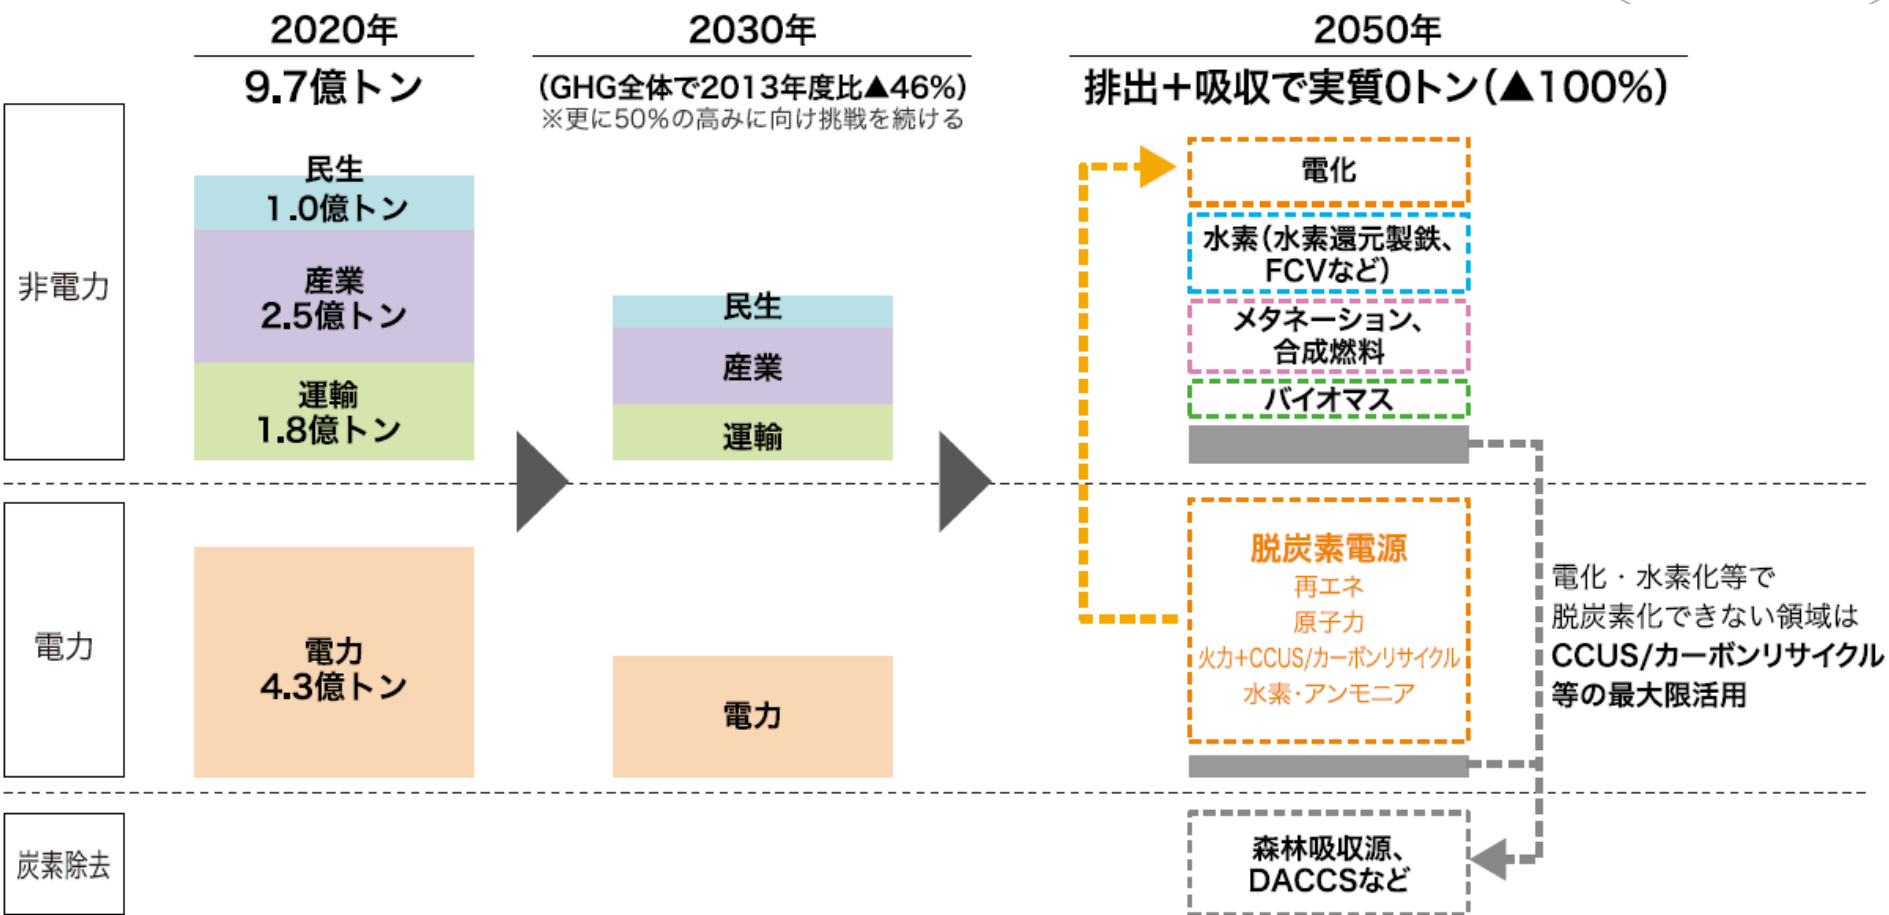 2020年
9.7億トン
2030年
(GHG全体で2013年度比▲46%)
※更に50%の高みに向け挑戦を続ける
2050年
排出+吸収で実質0トン(▲100%)
非電力
民生
1.0億トン
産業
2.5億トン
運輸
1.8億トン
民生
産業
運輸
電化
水素(水素還元製鉄、
FCVなど)
メタネーション、
合成燃料
バイオマス
電力
電力
4.3億トン
電力
脱炭素電源
再エネ
原子力
火力+CCUS/カーボンリサイクル
水素・アンモニア
電化・水素化等で
脱炭素化できない領域は
CCUS/カーボンリサイクル
等の最大限活用
炭素除去
森林吸収源、
DACCSなど